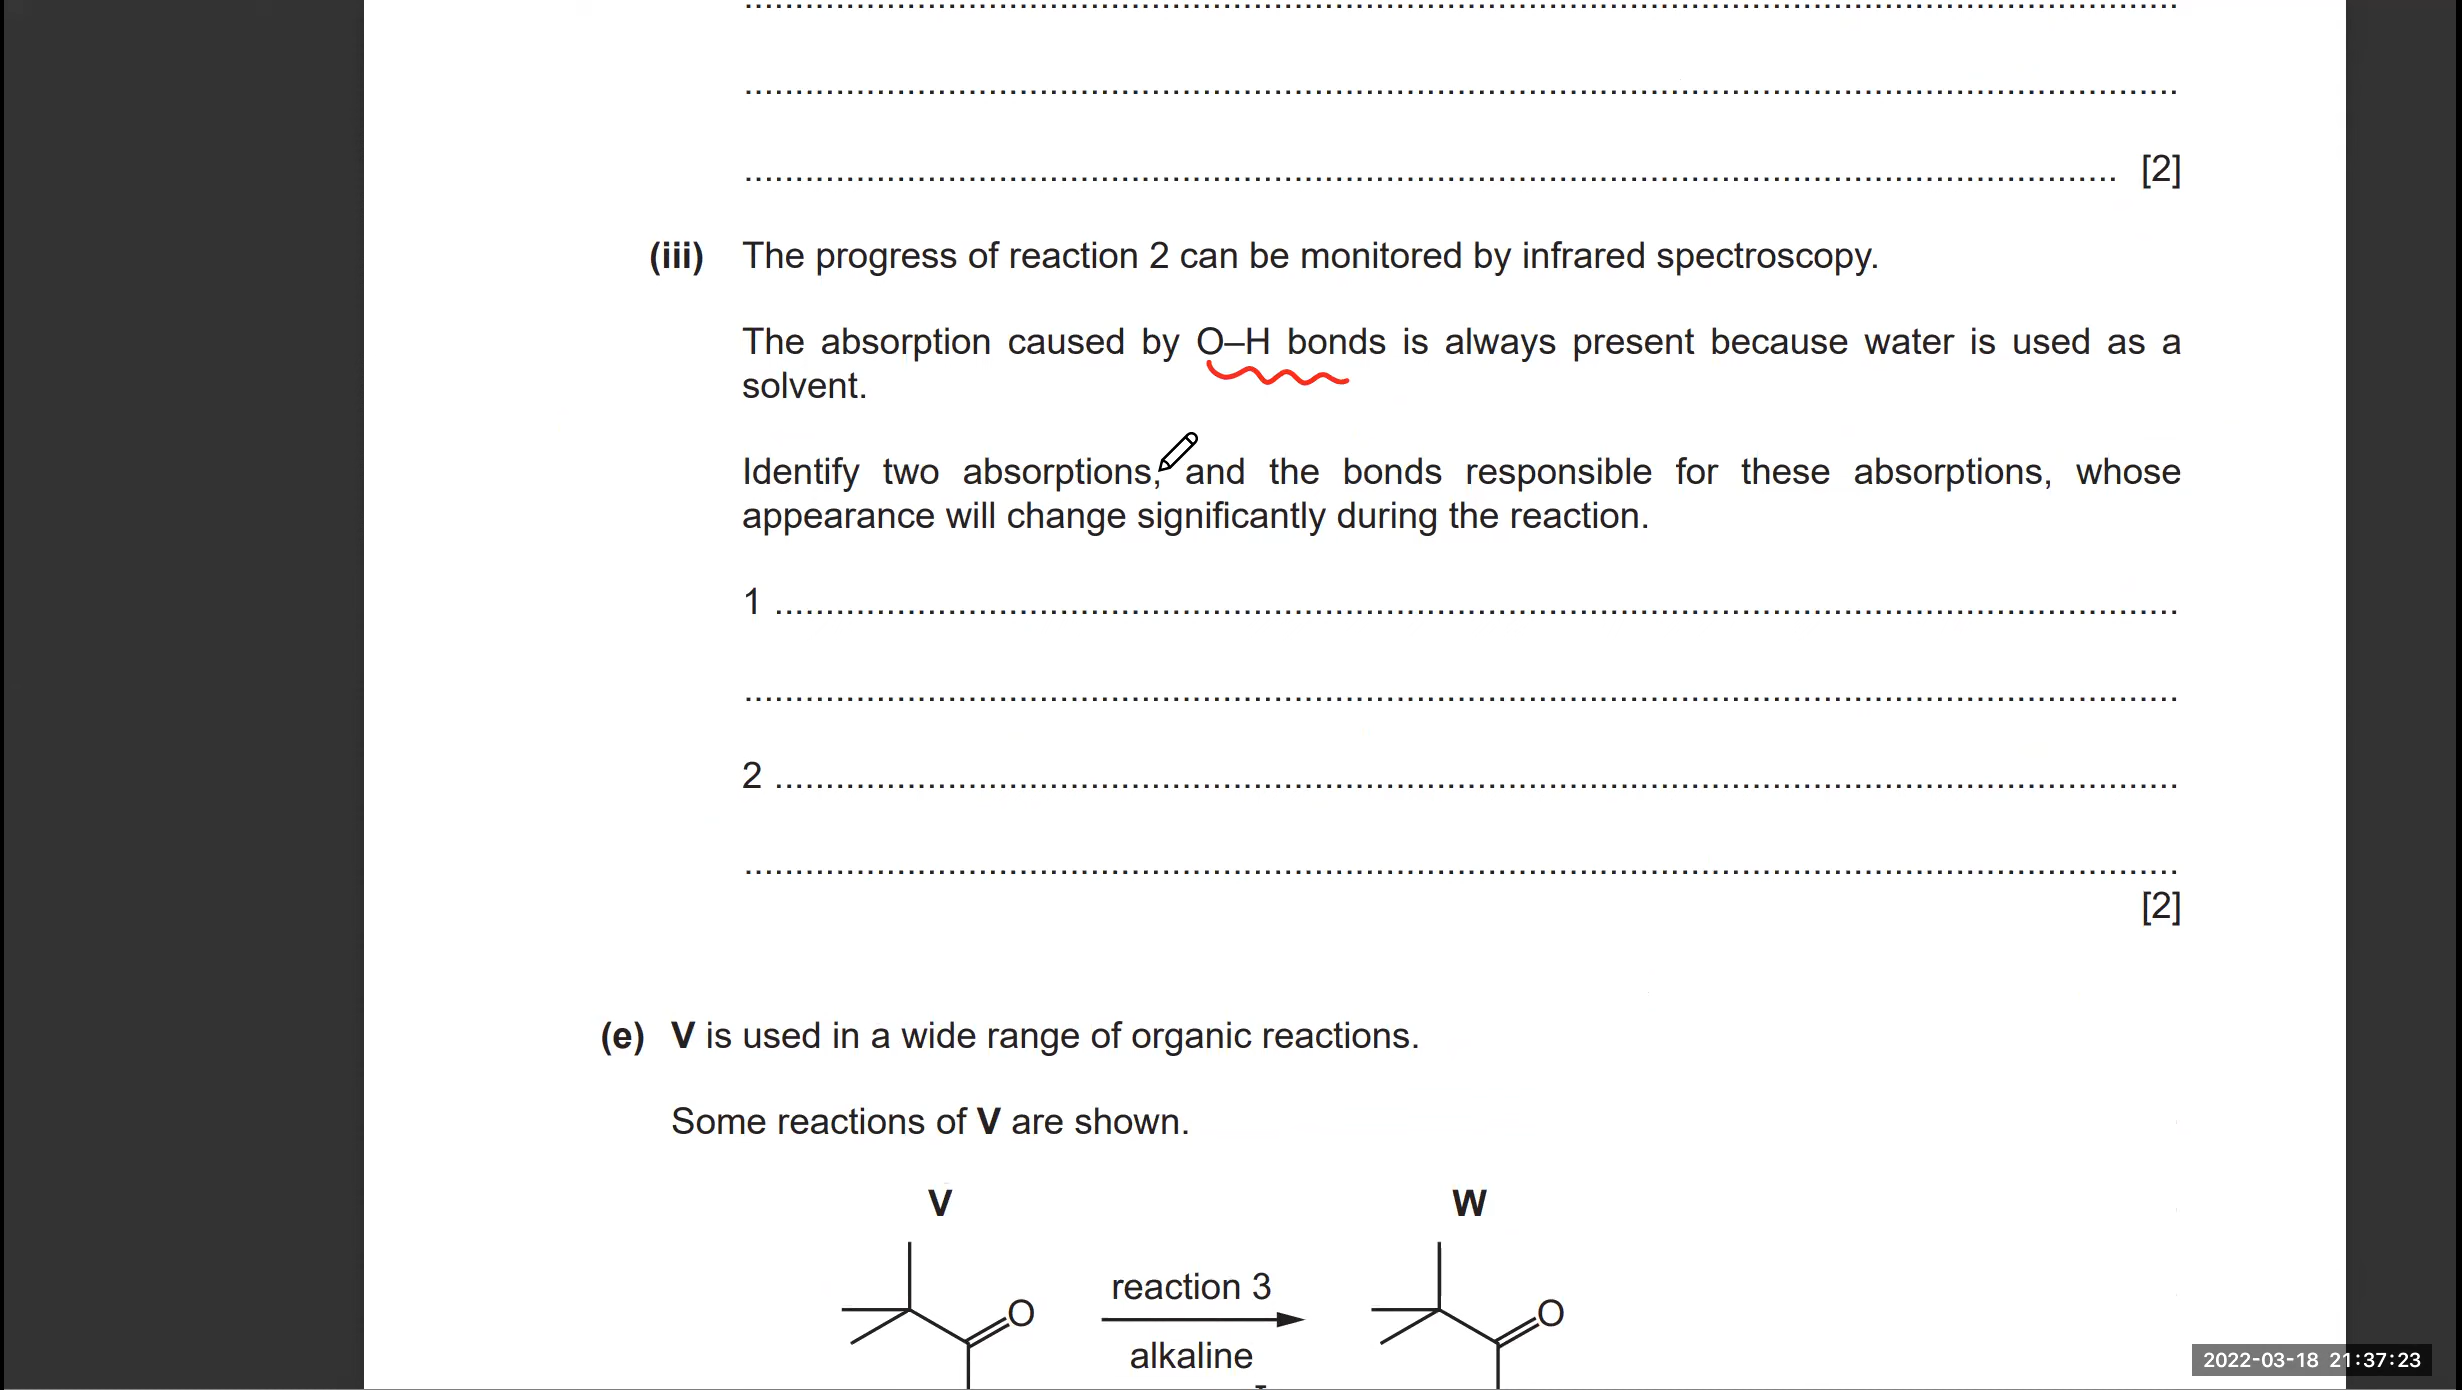 [2]
(iii) The progress of reaction 2 can be monitored by infrared spectroscopy.
The absorption caused by O–H bonds is always present because water is used as a
solvent.
Identify two absorptions, and the bonds responsible for these absorptions, whose
appearance will change significantly during the reaction.
1
2
[2]
(e) V is used in a wide range of organic reactions.
Some reactions of V are shown.
V W
reaction 3
O O
alkaline
2022-03-18 21:37:23